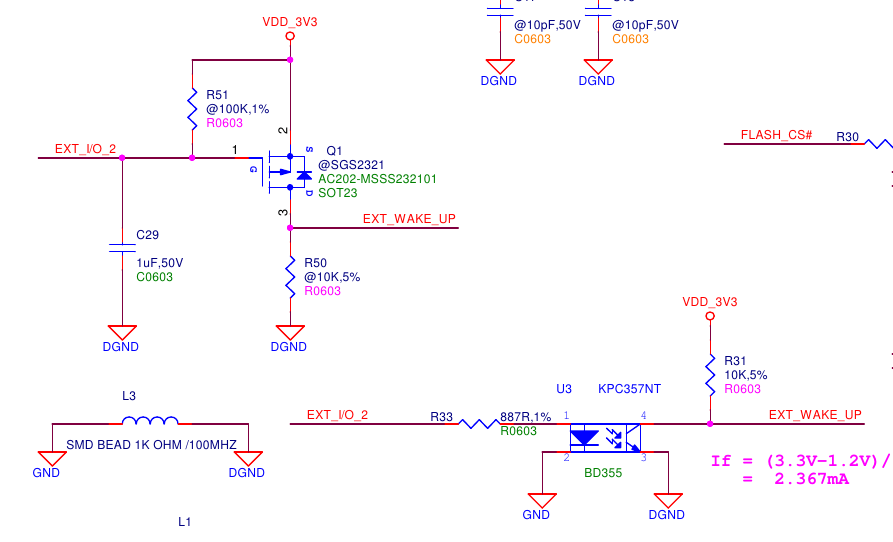 @10pF,50V
C0603
DGND
@10pF,50V
C0603
DGND
VDD_3V3
R51
@100K,1%
R0603
EXT_I/O_2
1
2
S
G
D
3
Q1
@SGS2321
AC202-MSSS232101
SOT23
FLASH_CS#
R30
EXT_WAKE_UP
C29
1uF,50V
C0603
DGND
R50
@10K,5%
R0603
DGND
VDD_3V3
R31
10K,5%
R0603
L3
SMD BEAD 1K OHM /100MHZ
GND
DGND
U3
KPC357NT
EXT_I/O_2
R33
887R,1%
R0603
1
4
2
3
BD355
EXT_WAKE_UP
GND
DGND
If = (3.3V-1.2V)/
= 2.367mA
L1